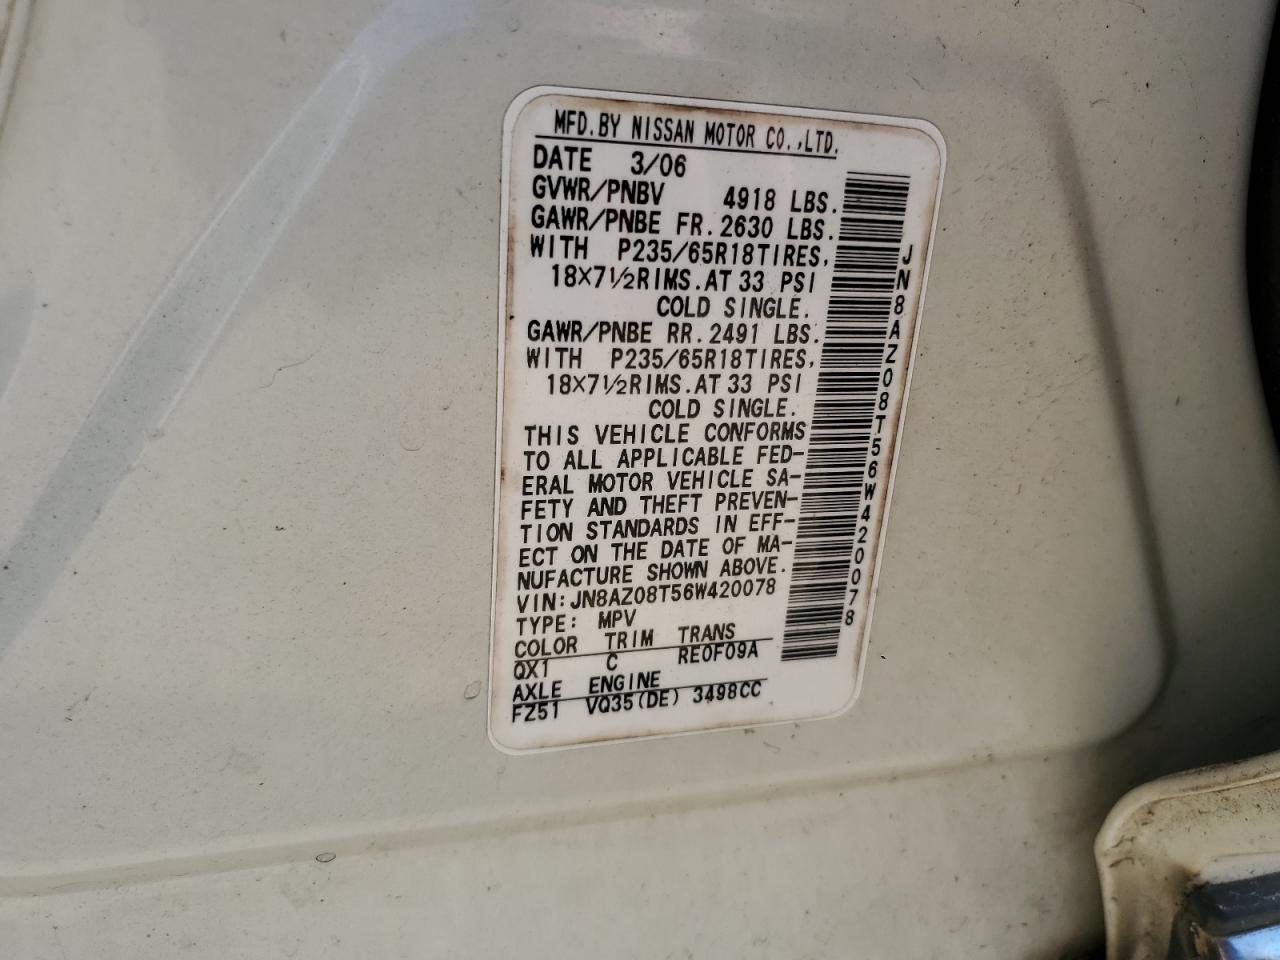 MFD.BY NISSAN MOTOR CO.,LTD.
DATE 3/06
GVWR/PNBV 4918 LBS.
GAWR/PNBE FR.2630 LBS.
WITH P235/65R18TIRES,
18X7½RIMS.AT 33 PSI
COLD SINGLE.
GAWR/PNBE RR.2491 LBS.
WITH P235/65R18TIRES,
18X7½RIMS.AT 33 PSI
COLD SINGLE.
THIS VEHICLE CONFORMS
TO ALL APPLICABLE FED-
ERAL MOTOR VEHICLE SA-
FETY AND THEFT PREVEN-
TION STANDARDS IN EFF-
ECT ON THE DATE OF MA-
NUFACTURE SHOWN ABOVE.
VIN:JN8AZ08T56W420078
TYPE: MPV
COLOR TRIM TRANS
QX1 C RE0F09A
AXLE ENGINE
FZ51 VQ35(DE) 3498CC
JN8AZ08T56W420078